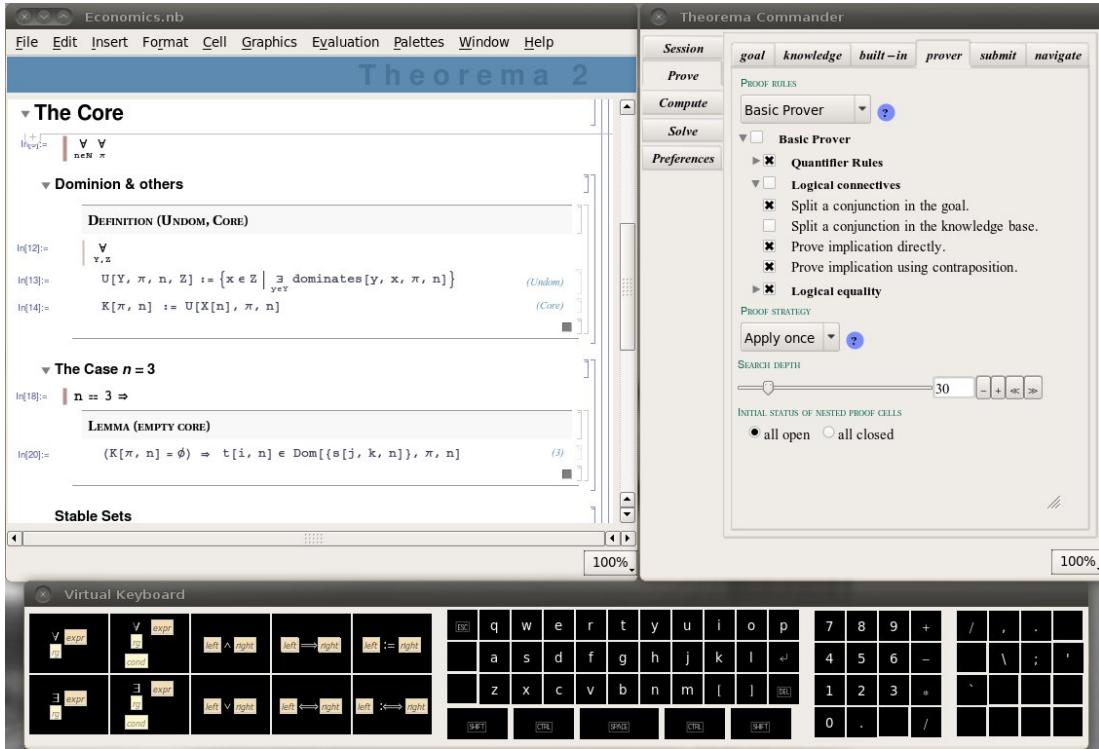 Economics.nb
File Edit Insert Format Cell Graphics Evaluation Palettes Window Help
Theorema 2
The Core
∀ ∀
n∈ℕ π
Dominion & others
Definition (Undom, Core)
In[12]:= ∀
Y,Z
In[13]:= U[Y, π, n, Z] := {x ∈ Z | ∃ dominates[y, x, π, n]} (Undom)
y∈Y
In[14]:= K[π, n] := U[X[n], π, n] (Core)
The Case n = 3
In[18]:= n == 3 ⇒
Lemma (empty core)
In[20]:= (K[π, n] = ∅) ⇒ t[i, n] ∈ Dom[{s[j, k, n]}, π, n] (3)
Stable Sets
100%
Theorema Commander
Session
Prove
Compute
Solve
Preferences
goal knowledge built-in prover submit navigate
Proof rules
Basic Prover ?
Basic Prover
Quantifier Rules
Logical connectives
Split a conjunction in the goal.
Split a conjunction in the knowledge base.
Prove implication directly.
Prove implication using contraposition.
Logical equality
Proof strategy
Apply once ?
Search depth
30 - + ≪ ≫
Initial status of nested proof cells
all open all closed
100%
Virtual Keyboard
∀ expr ∀ expr left ∧ right left ⟹ right left := right
rg rg
cond
∃ expr ∃ expr left ∨ right left ⟺ right left :⟺ right
rg rg
cond
ESC q w e r t y u i o p
a s d f g h j k l ↵
z x c v b n m [ ] DEL
SHIFT CTRL SPACE CTRL SHIFT
7 8 9 +
4 5 6 −
1 2 3 *
0 . /
/ , .
\ ; '
`